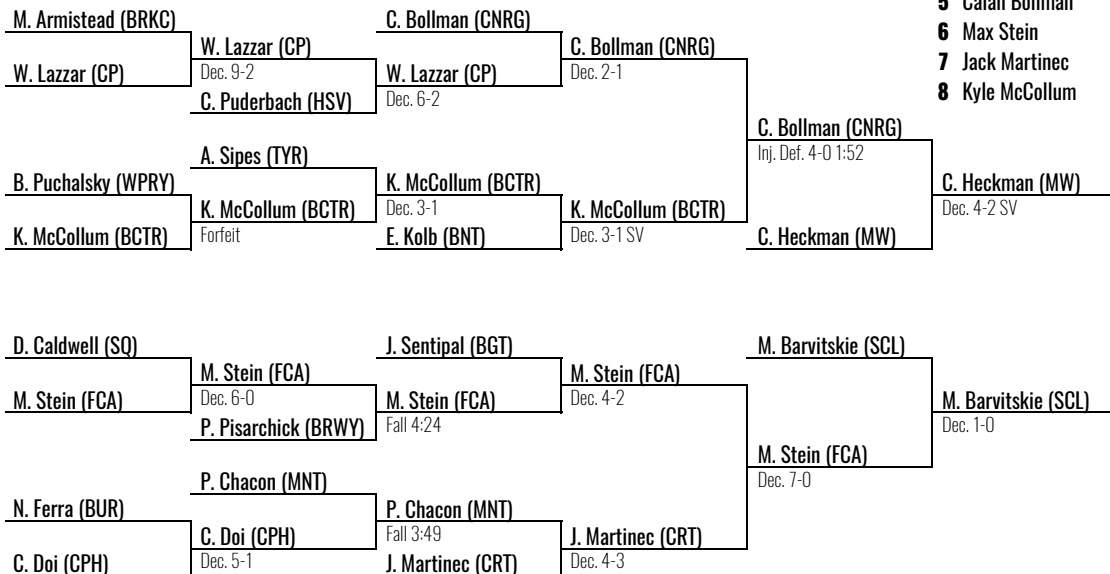 5 Calan Bollman
6 Max Stein
7 Jack Martinec
8 Kyle McCollum
M. Armistead (BRKC)
W. Lazzar (CP)
W. Lazzar (CP)
Dec. 9-2
C. Puderbach (HSV)
C. Bollman (CNRG)
W. Lazzar (CP)
Dec. 6-2
C. Bollman (CNRG)
Dec. 2-1
B. Puchalsky (WPRY)
K. McCollum (BCTR)
A. Sipes (TYR)
K. McCollum (BCTR)
Forfeit
K. McCollum (BCTR)
Dec. 3-1
E. Kolb (BNT)
K. McCollum (BCTR)
Dec. 3-1 SV
C. Bollman (CNRG)
Inj. Def. 4-0 1:52
C. Heckman (MW)
C. Heckman (MW)
Dec. 4-2 SV
D. Caldwell (SQ)
M. Stein (FCA)
M. Stein (FCA)
Dec. 6-0
P. Pisarchick (BRWY)
J. Sentipal (BGT)
M. Stein (FCA)
Fall 4:24
M. Stein (FCA)
Dec. 4-2
N. Ferra (BUR)
C. Doi (CPH)
P. Chacon (MNT)
C. Doi (CPH)
Dec. 5-1
P. Chacon (MNT)
Fall 3:49
J. Martinec (CRT)
J. Martinec (CRT)
Dec. 4-3
M. Barvitskie (SCL)
M. Stein (FCA)
Dec. 7-0
M. Barvitskie (SCL)
Dec. 1-0